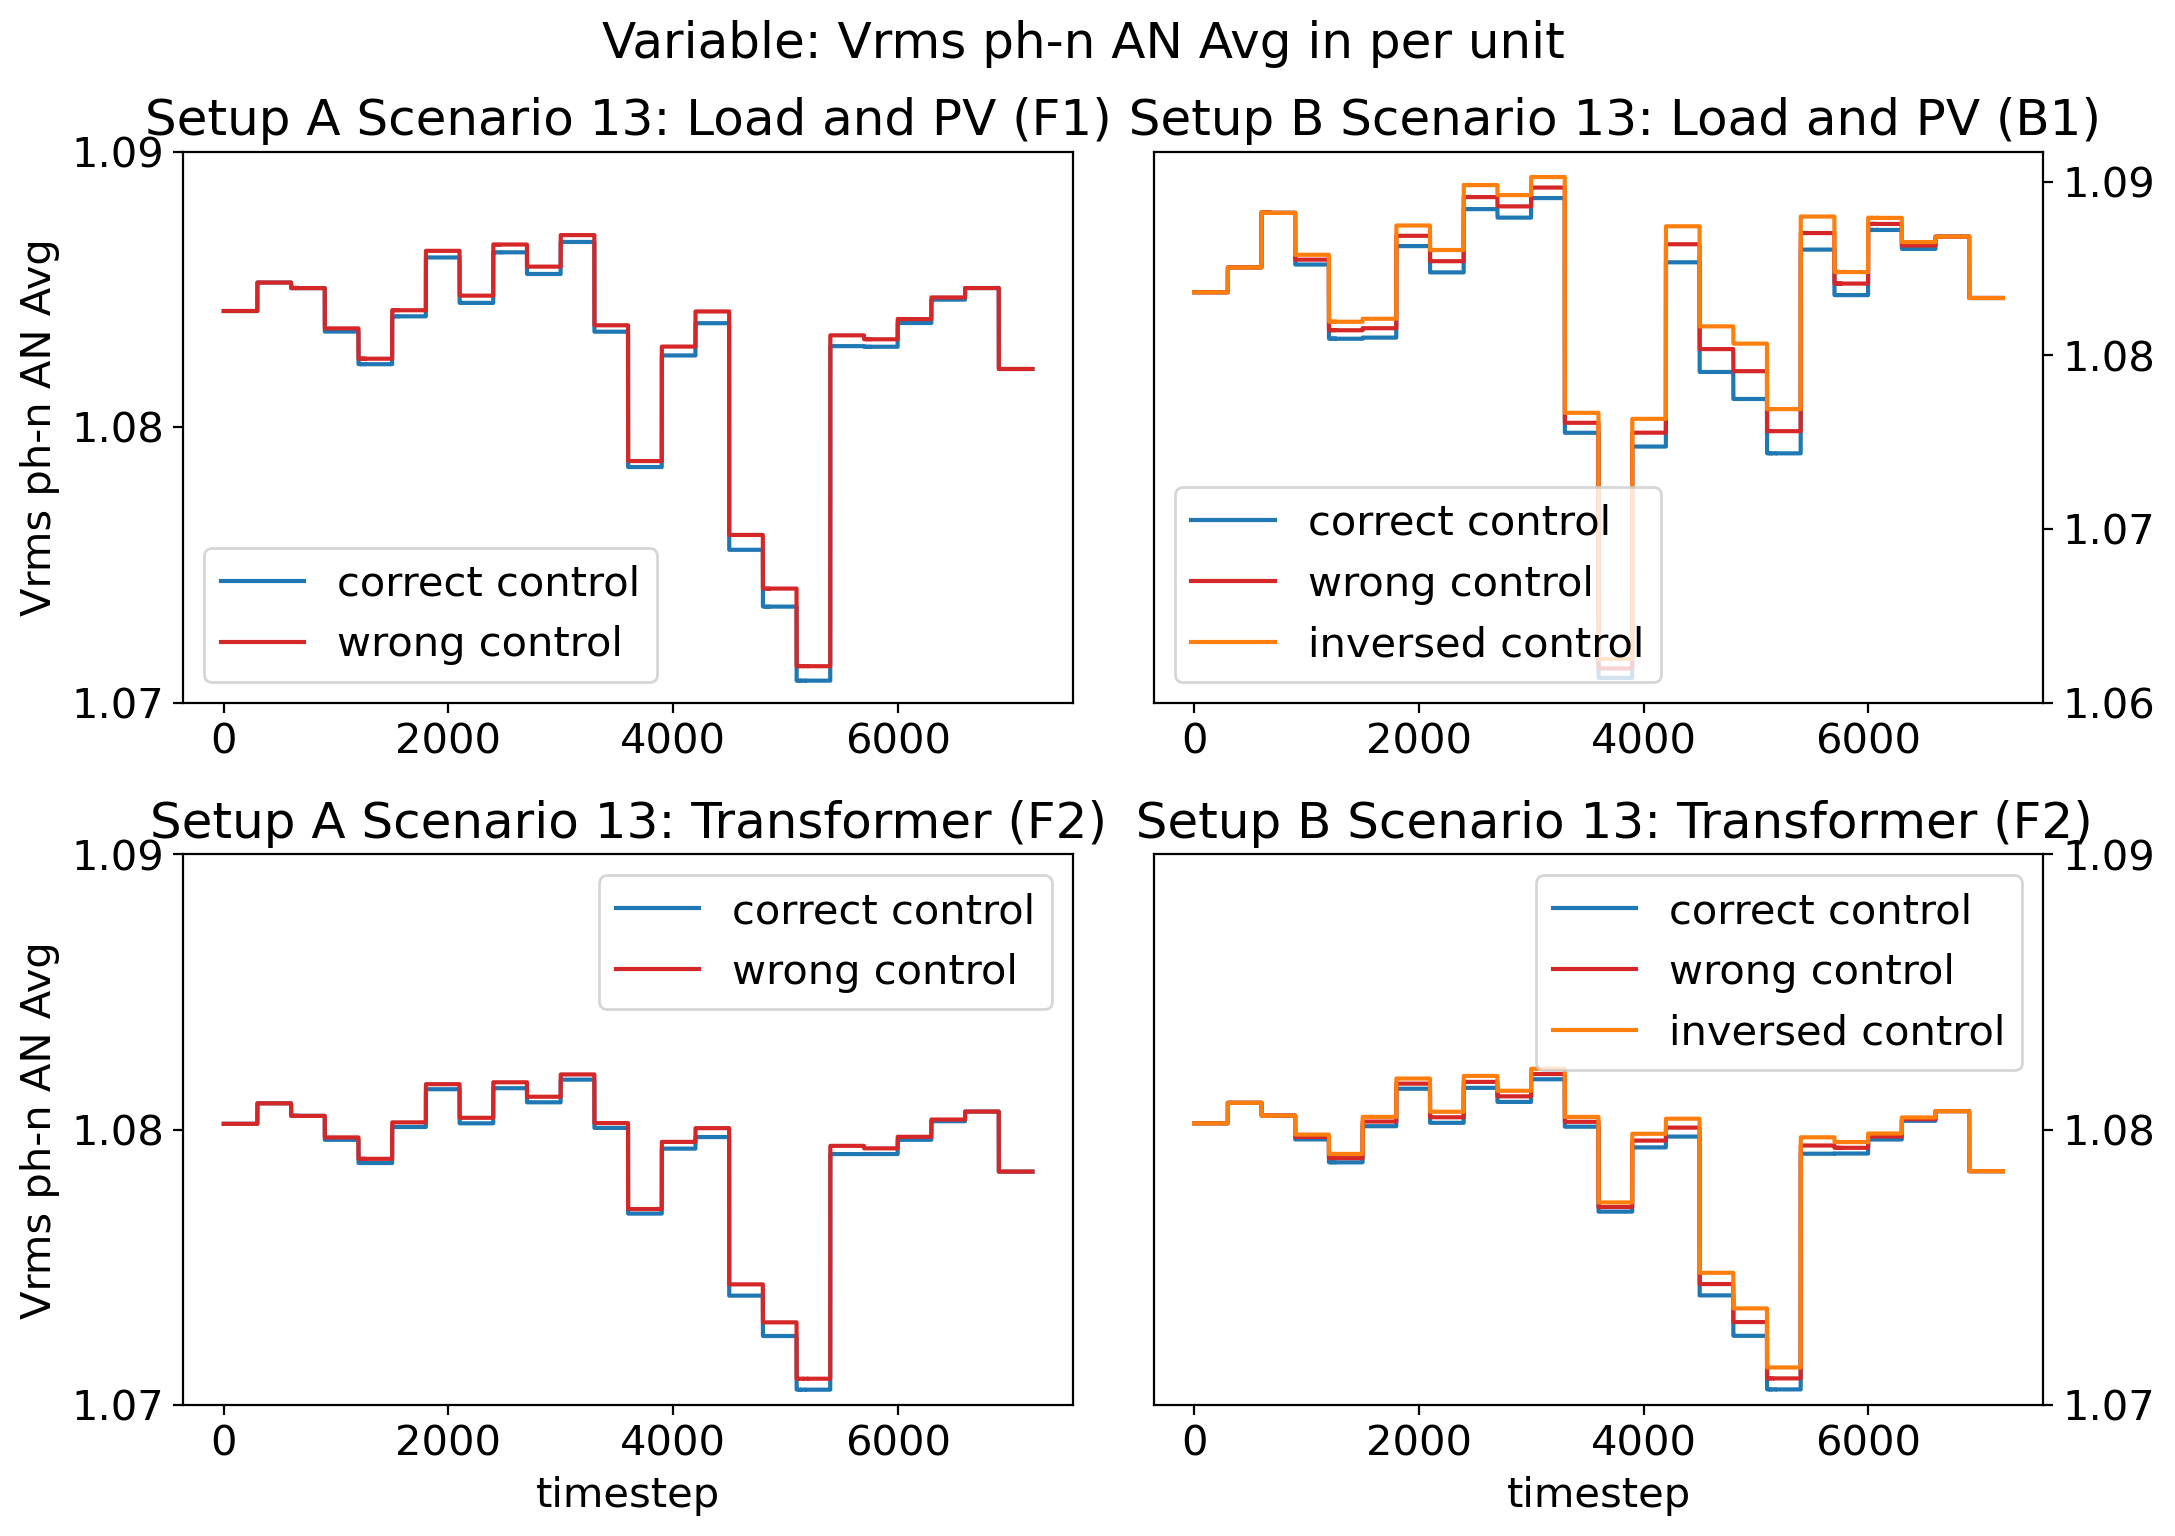 Variable: Vrms ph-n AN Avg in per unit
Setup A Scenario 13: Load and PV (F1)
Vrms ph-n AN Avg
1.09
1.08
1.07
correct control
wrong control
0 2000 4000 6000
Setup B Scenario 13: Load and PV (B1)
1.09
1.08
1.07
1.06
correct control
wrong control
inversed control
0 2000 4000 6000
Setup A Scenario 13: Transformer (F2)
Vrms ph-n AN Avg
1.09
1.08
1.07
correct control
wrong control
0 2000 4000 6000
timestep
Setup B Scenario 13: Transformer (F2)
1.09
1.08
1.07
correct control
wrong control
inversed control
0 2000 4000 6000
timestep